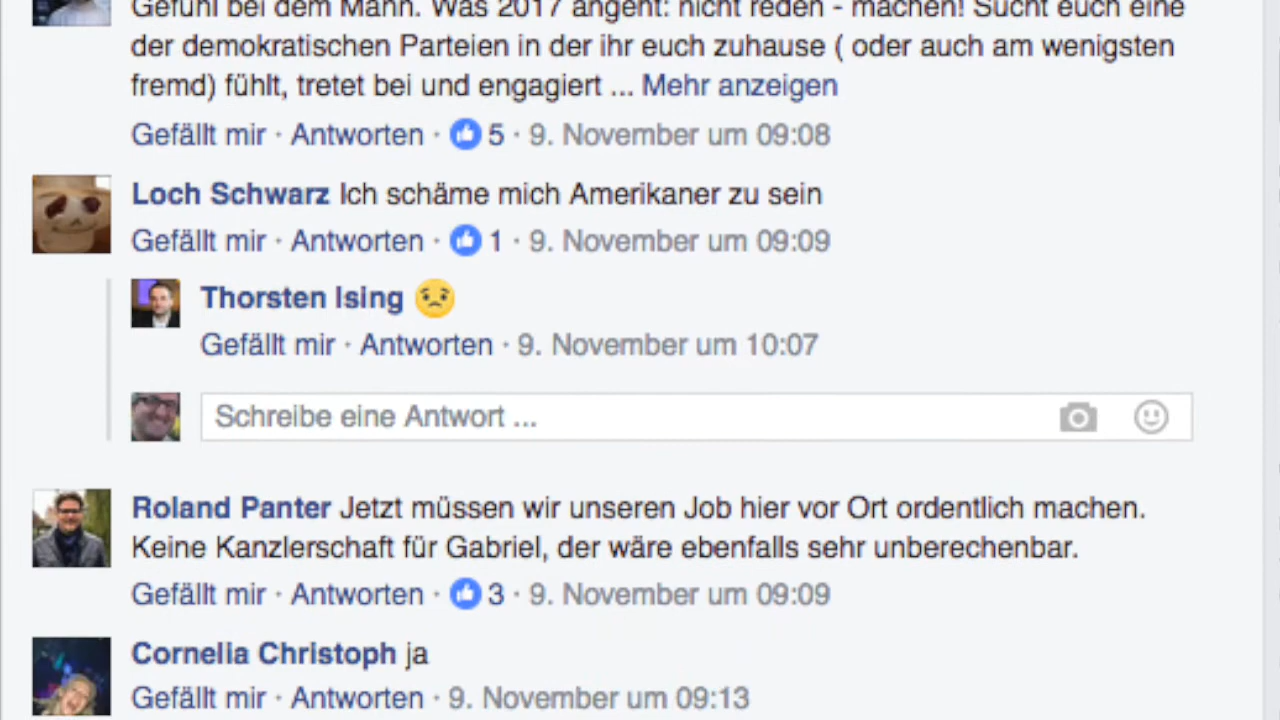 Gefühl bei dem Mann. Was 2017 angeht: nicht reden - machen! Sucht euch eine
der demokratischen Parteien in der ihr euch zuhause ( oder auch am wenigsten
fremd) fühlt, tretet bei und engagiert ... Mehr anzeigen
Gefällt mir · Antworten · 5 · 9. November um 09:08
Loch Schwarz Ich schäme mich Amerikaner zu sein
Gefällt mir · Antworten · 1 · 9. November um 09:09
Thorsten Ising
Gefällt mir · Antworten · 9. November um 10:07
Schreibe eine Antwort ...
Roland Panter Jetzt müssen wir unseren Job hier vor Ort ordentlich machen.
Keine Kanzlerschaft für Gabriel, der wäre ebenfalls sehr unberechenbar.
Gefällt mir · Antworten · 3 · 9. November um 09:09
Cornelia Christoph ja
Gefällt mir · Antworten · 9. November um 09:13